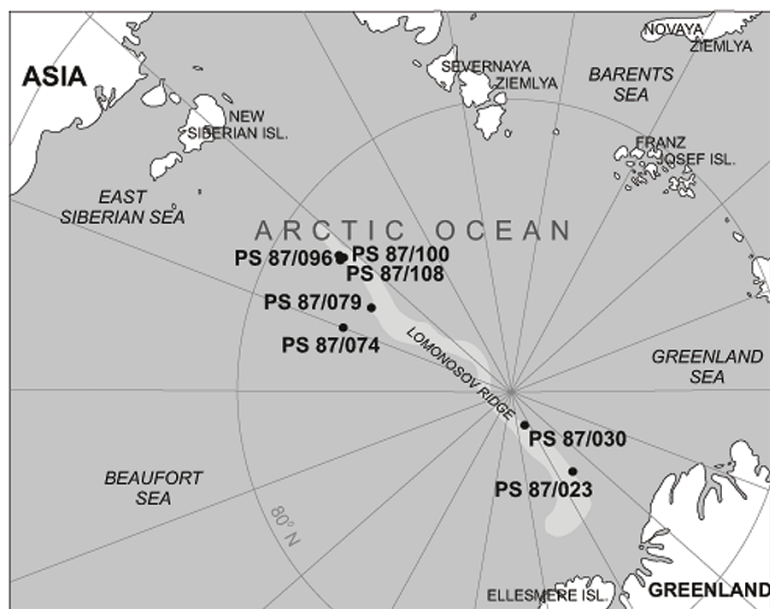 NOVAYA
ZIEMLYA
ASIA
SEVERNAYA
ZIEMLYA
BARENTS
SEA
NEW
SIBERIAN ISL.
FRANZ
JOSEF ISL.
EAST
SIBERIAN SEA
ARCTIC OCEAN
PS 87/096
PS 87/100
PS 87/108
PS 87/079
PS 87/074
LOMONOSOV RIDGE
GREENLAND
SEA
PS 87/030
BEAUFORT
SEA
PS 87/023
80° N
ELLESMERE ISL.
GREENLAND